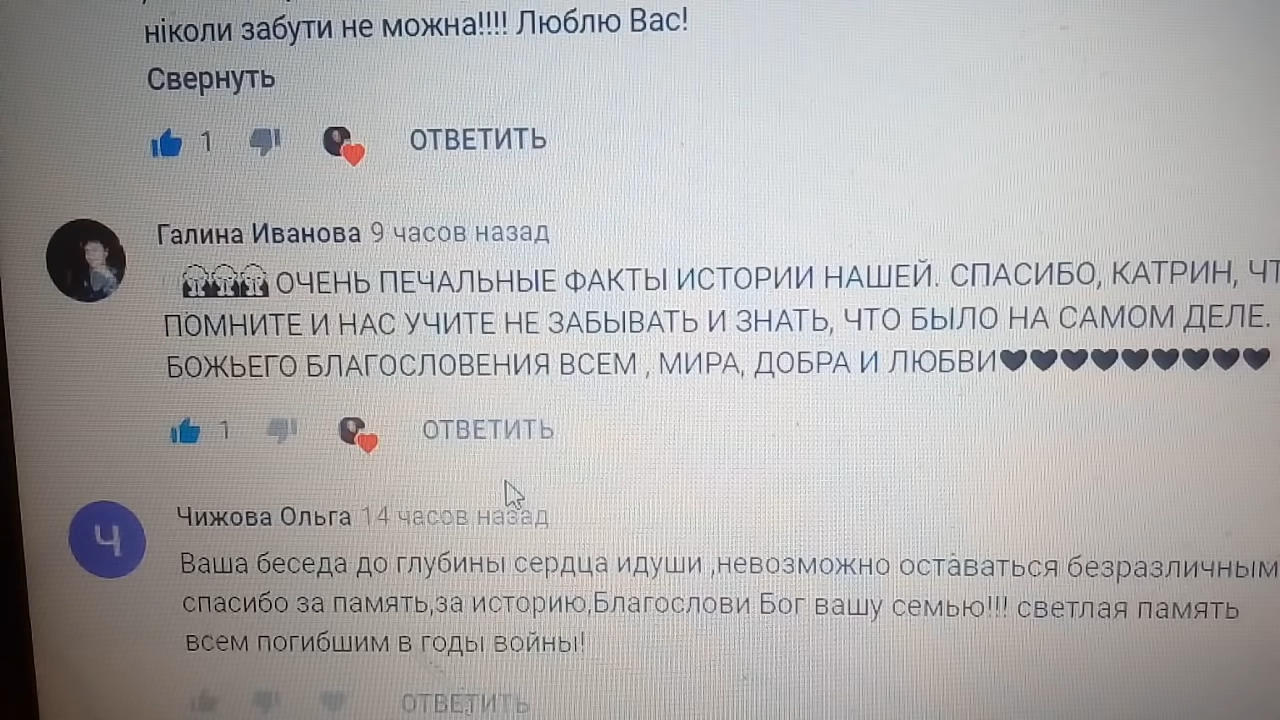 ніколи забути не можна!!!! Люблю Вас!
Свернуть
1 ОТВЕТИТЬ
Галина Иванова 9 часов назад
ОЧЕНЬ ПЕЧАЛЬНЫЕ ФАКТЫ ИСТОРИИ НАШЕЙ. СПАСИБО, КАТРИН,
ПОМНИТЕ И НАС УЧИТЕ НЕ ЗАБЫВАТЬ И ЗНАТЬ, ЧТО БЫЛО НА САМОМ ДЕЛЕ.
БОЖЬЕГО БЛАГОСЛОВЕНИЯ ВСЕМ , МИРА, ДОБРА И ЛЮБВИ🖤🖤🖤🖤🖤🖤🖤🖤🖤
1 ОТВЕТИТЬ
Ч
Чижова Ольга 14 часов назад
Ваша беседа до глубины сердца идуши ,невозможно оставаться безразличным
спасибо за память,за историю,Благослови Бог вашу семью!!! светлая память
всем погибшим в годы войны!
ОТВЕТИТЬ